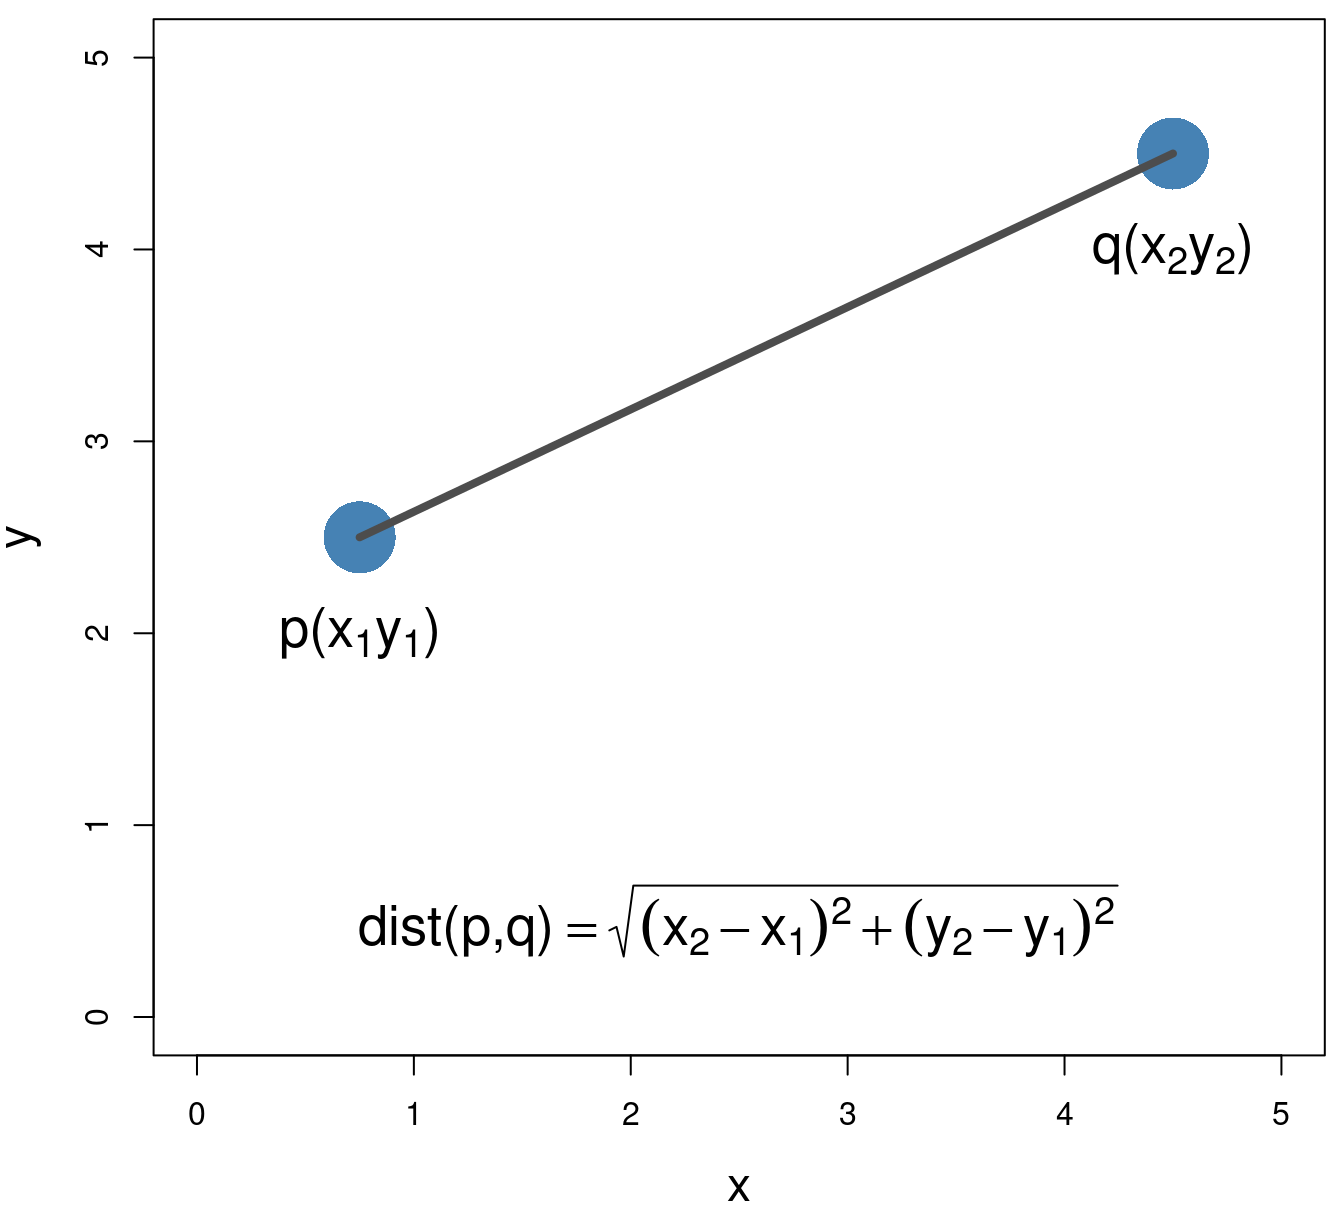 5
4
q(x₂y₂)
3
y
p(x₁y₁)
2
1
dist(p,q) = √(x₂ − x₁)² + (y₂ − y₁)²
0
0 1 2 3 4 5
x